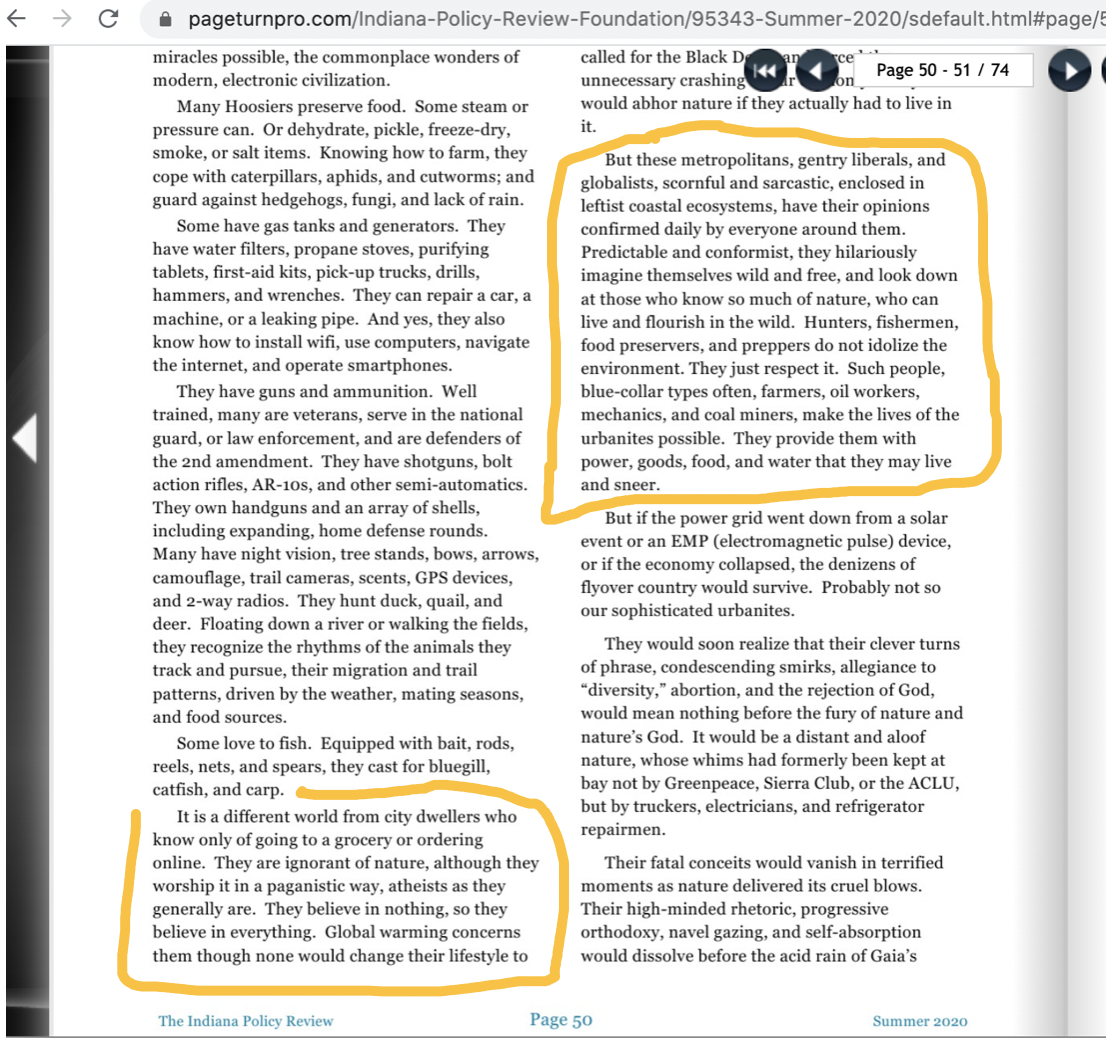 pageturnpro.com/Indiana-Policy-Review-Foundation/95343-Summer-2020/sdefault.html#page/5
Page 50 - 51 / 74
miracles possible, the commonplace wonders of
modern, electronic civilization.
Many Hoosiers preserve food. Some steam or
pressure can. Or dehydrate, pickle, freeze-dry,
smoke, or salt items. Knowing how to farm, they
cope with caterpillars, aphids, and cutworms; and
guard against hedgehogs, fungi, and lack of rain.
Some have gas tanks and generators. They
have water filters, propane stoves, purifying
tablets, first-aid kits, pick-up trucks, drills,
hammers, and wrenches. They can repair a car, a
machine, or a leaking pipe. And yes, they also
know how to install wifi, use computers, navigate
the internet, and operate smartphones.
They have guns and ammunition. Well
trained, many are veterans, serve in the national
guard, or law enforcement, and are defenders of
the 2nd amendment. They have shotguns, bolt
action rifles, AR-10s, and other semi-automatics.
They own handguns and an array of shells,
including expanding, home defense rounds.
Many have night vision, tree stands, bows, arrows,
camouflage, trail cameras, scents, GPS devices,
and 2-way radios. They hunt duck, quail, and
deer. Floating down a river or walking the fields,
they recognize the rhythms of the animals they
track and pursue, their migration and trail
patterns, driven by the weather, mating seasons,
and food sources.
Some love to fish. Equipped with bait, rods,
reels, nets, and spears, they cast for bluegill,
catfish, and carp.
It is a different world from city dwellers who
know only of going to a grocery or ordering
online. They are ignorant of nature, although they
worship it in a paganistic way, atheists as they
generally are. They believe in nothing, so they
believe in everything. Global warming concerns
them though none would change their lifestyle to
called for the Black
unnecessary crashing
would abhor nature if they actually had to live in
it.
But these metropolitans, gentry liberals, and
globalists, scornful and sarcastic, enclosed in
leftist coastal ecosystems, have their opinions
confirmed daily by everyone around them.
Predictable and conformist, they hilariously
imagine themselves wild and free, and look down
at those who know so much of nature, who can
live and flourish in the wild. Hunters, fishermen,
food preservers, and preppers do not idolize the
environment. They just respect it. Such people,
blue-collar types often, farmers, oil workers,
mechanics, and coal miners, make the lives of the
urbanites possible. They provide them with
power, goods, food, and water that they may live
and sneer.
But if the power grid went down from a solar
event or an EMP (electromagnetic pulse) device,
or if the economy collapsed, the denizens of
flyover country would survive. Probably not so
our sophisticated urbanites.
They would soon realize that their clever turns
of phrase, condescending smirks, allegiance to
“diversity,” abortion, and the rejection of God,
would mean nothing before the fury of nature and
nature’s God. It would be a distant and aloof
nature, whose whims had formerly been kept at
bay not by Greenpeace, Sierra Club, or the ACLU,
but by truckers, electricians, and refrigerator
repairmen.
Their fatal conceits would vanish in terrified
moments as nature delivered its cruel blows.
Their high-minded rhetoric, progressive
orthodoxy, navel gazing, and self-absorption
would dissolve before the acid rain of Gaia’s
The Indiana Policy Review
Page 50
Summer 2020